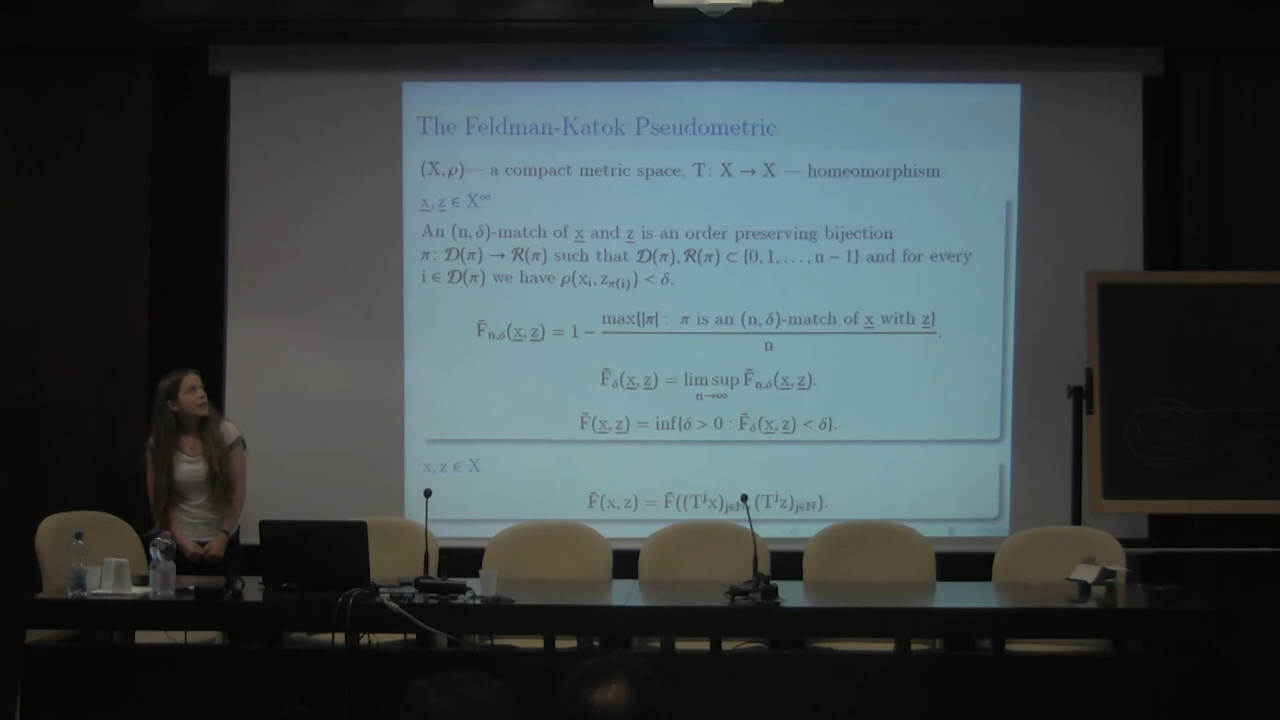 The Feldman-Katok Pseudometric
(X, ρ)— a compact metric space, T: X → X — homeomorphism
x, z ∈ X^∞
An (n, δ)-match of x and z is an order preserving bijection
π: 𝓓(π) → 𝓡(π) such that 𝓓(π), 𝓡(π) ⊂ {0, 1, . . . , n − 1} and for every
i ∈ 𝓓(π) we have ρ(x_i, z_{π(i)}) < δ.
F̄_{n,δ}(x, z) = 1 − max{|π| : π is an (n, δ)-match of x with z} / n.
F̄_δ(x, z) = lim sup_{n→∞} F̄_{n,δ}(x, z).
F̄(x, z) = inf{δ > 0 : F̄_δ(x, z) < δ}.
x, z ∈ X
F̄(x, z) = F̄((T^j x)_{j∈ℕ}, (T^j z)_{j∈ℕ}).